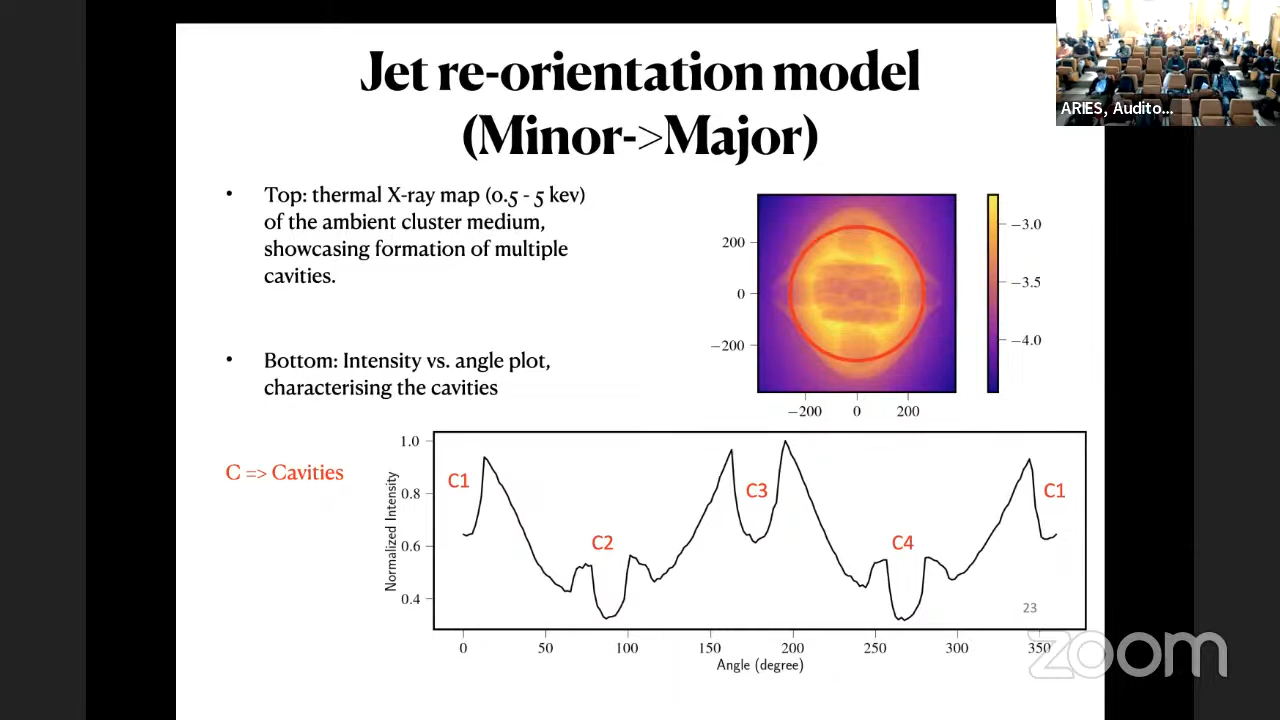 Jet re-orientation model
(Minor->Major)
ARIES, Audito...
• Top: thermal X-ray map (0.5 - 5 kev)
of the ambient cluster medium,
showcasing formation of multiple
cavities.
• Bottom: Intensity vs. angle plot,
characterising the cavities
C => Cavities
200
0
−200
−200 0 200
−3.0
−3.5
−4.0
Normalized Intensity
1.0
0.8
0.6
0.4
C1
C2
C3
C4
C1
23
0 50 100 150 200 250 300 350
Angle (degree)
zoom